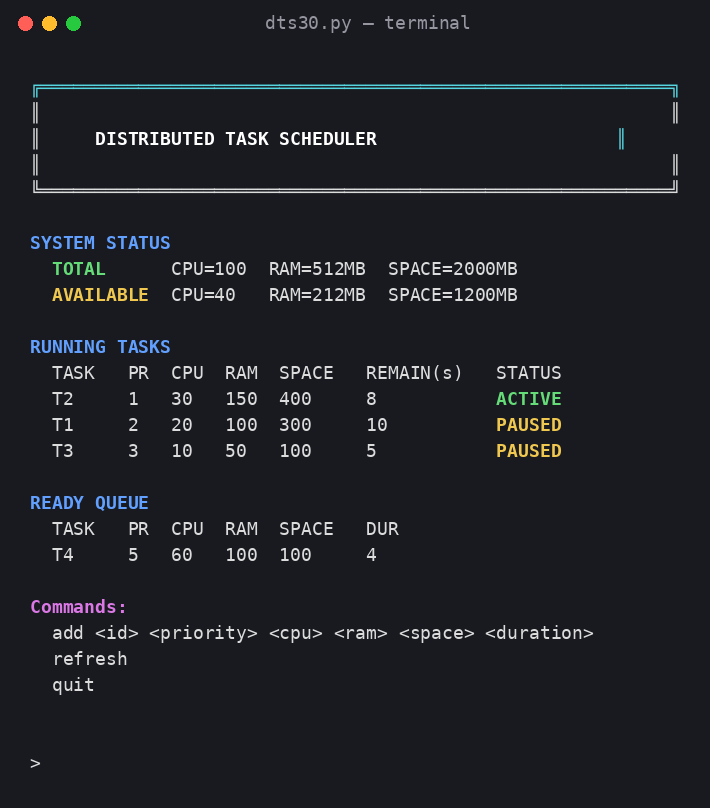 dts30.py — terminal
DISTRIBUTED TASK SCHEDULER
SYSTEM STATUS
TOTAL      CPU=100  RAM=512MB  SPACE=2000MB
AVAILABLE  CPU=40   RAM=212MB  SPACE=1200MB
RUNNING TASKS
TASK   PR  CPU  RAM  SPACE   REMAIN(s)   STATUS
T2     1   30   150  400     8           ACTIVE
T1     2   20   100  300     10          PAUSED
T3     3   10   50   100     5           PAUSED
READY QUEUE
TASK   PR  CPU  RAM  SPACE   DUR
T4     5   60   100  100     4
Commands:
add <id> <priority> <cpu> <ram> <space> <duration>
refresh
quit
>